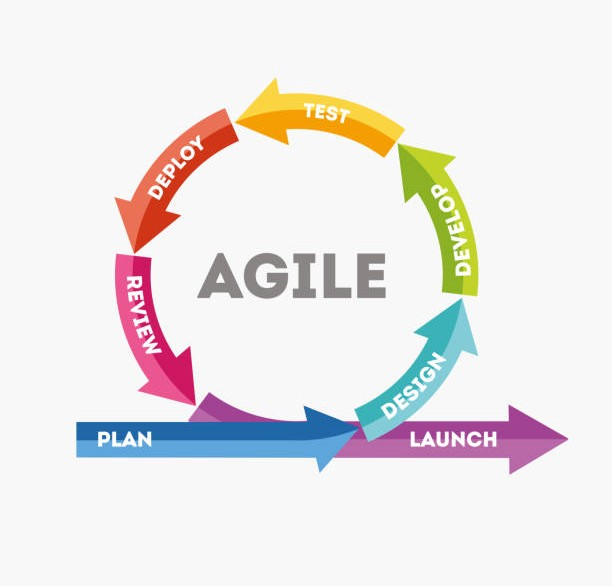 AGILE
PLAN
DESIGN
DEVELOP
TEST
DEPLOY
REVIEW
LAUNCH